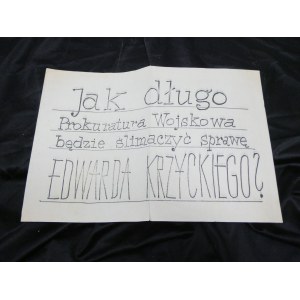 Jak długo
Prokuratura Wojskowa
będzie ślimaczyć sprawę
EDWARDA KRZYCKIEGO?